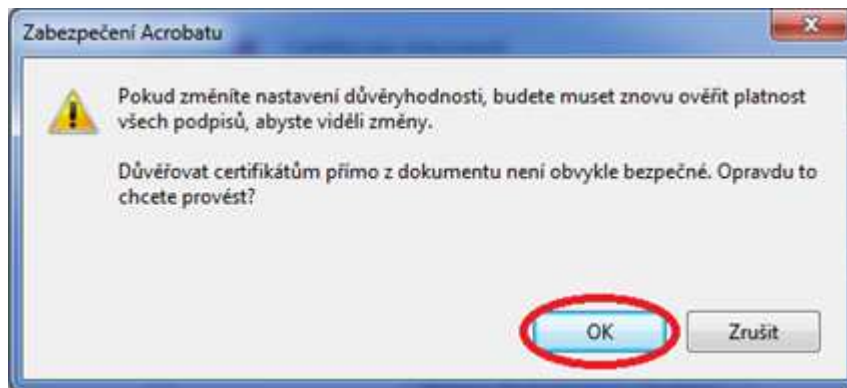 Zabezpečení Acrobatu
Pokud změníte nastavení důvěryhodnosti, budete muset znovu ověřit platnost
všech podpisů, abyste viděli změny.
Důvěřovat certifikátům přímo z dokumentu není obvykle bezpečné. Opravdu to
chcete provést?
OK Zrušit